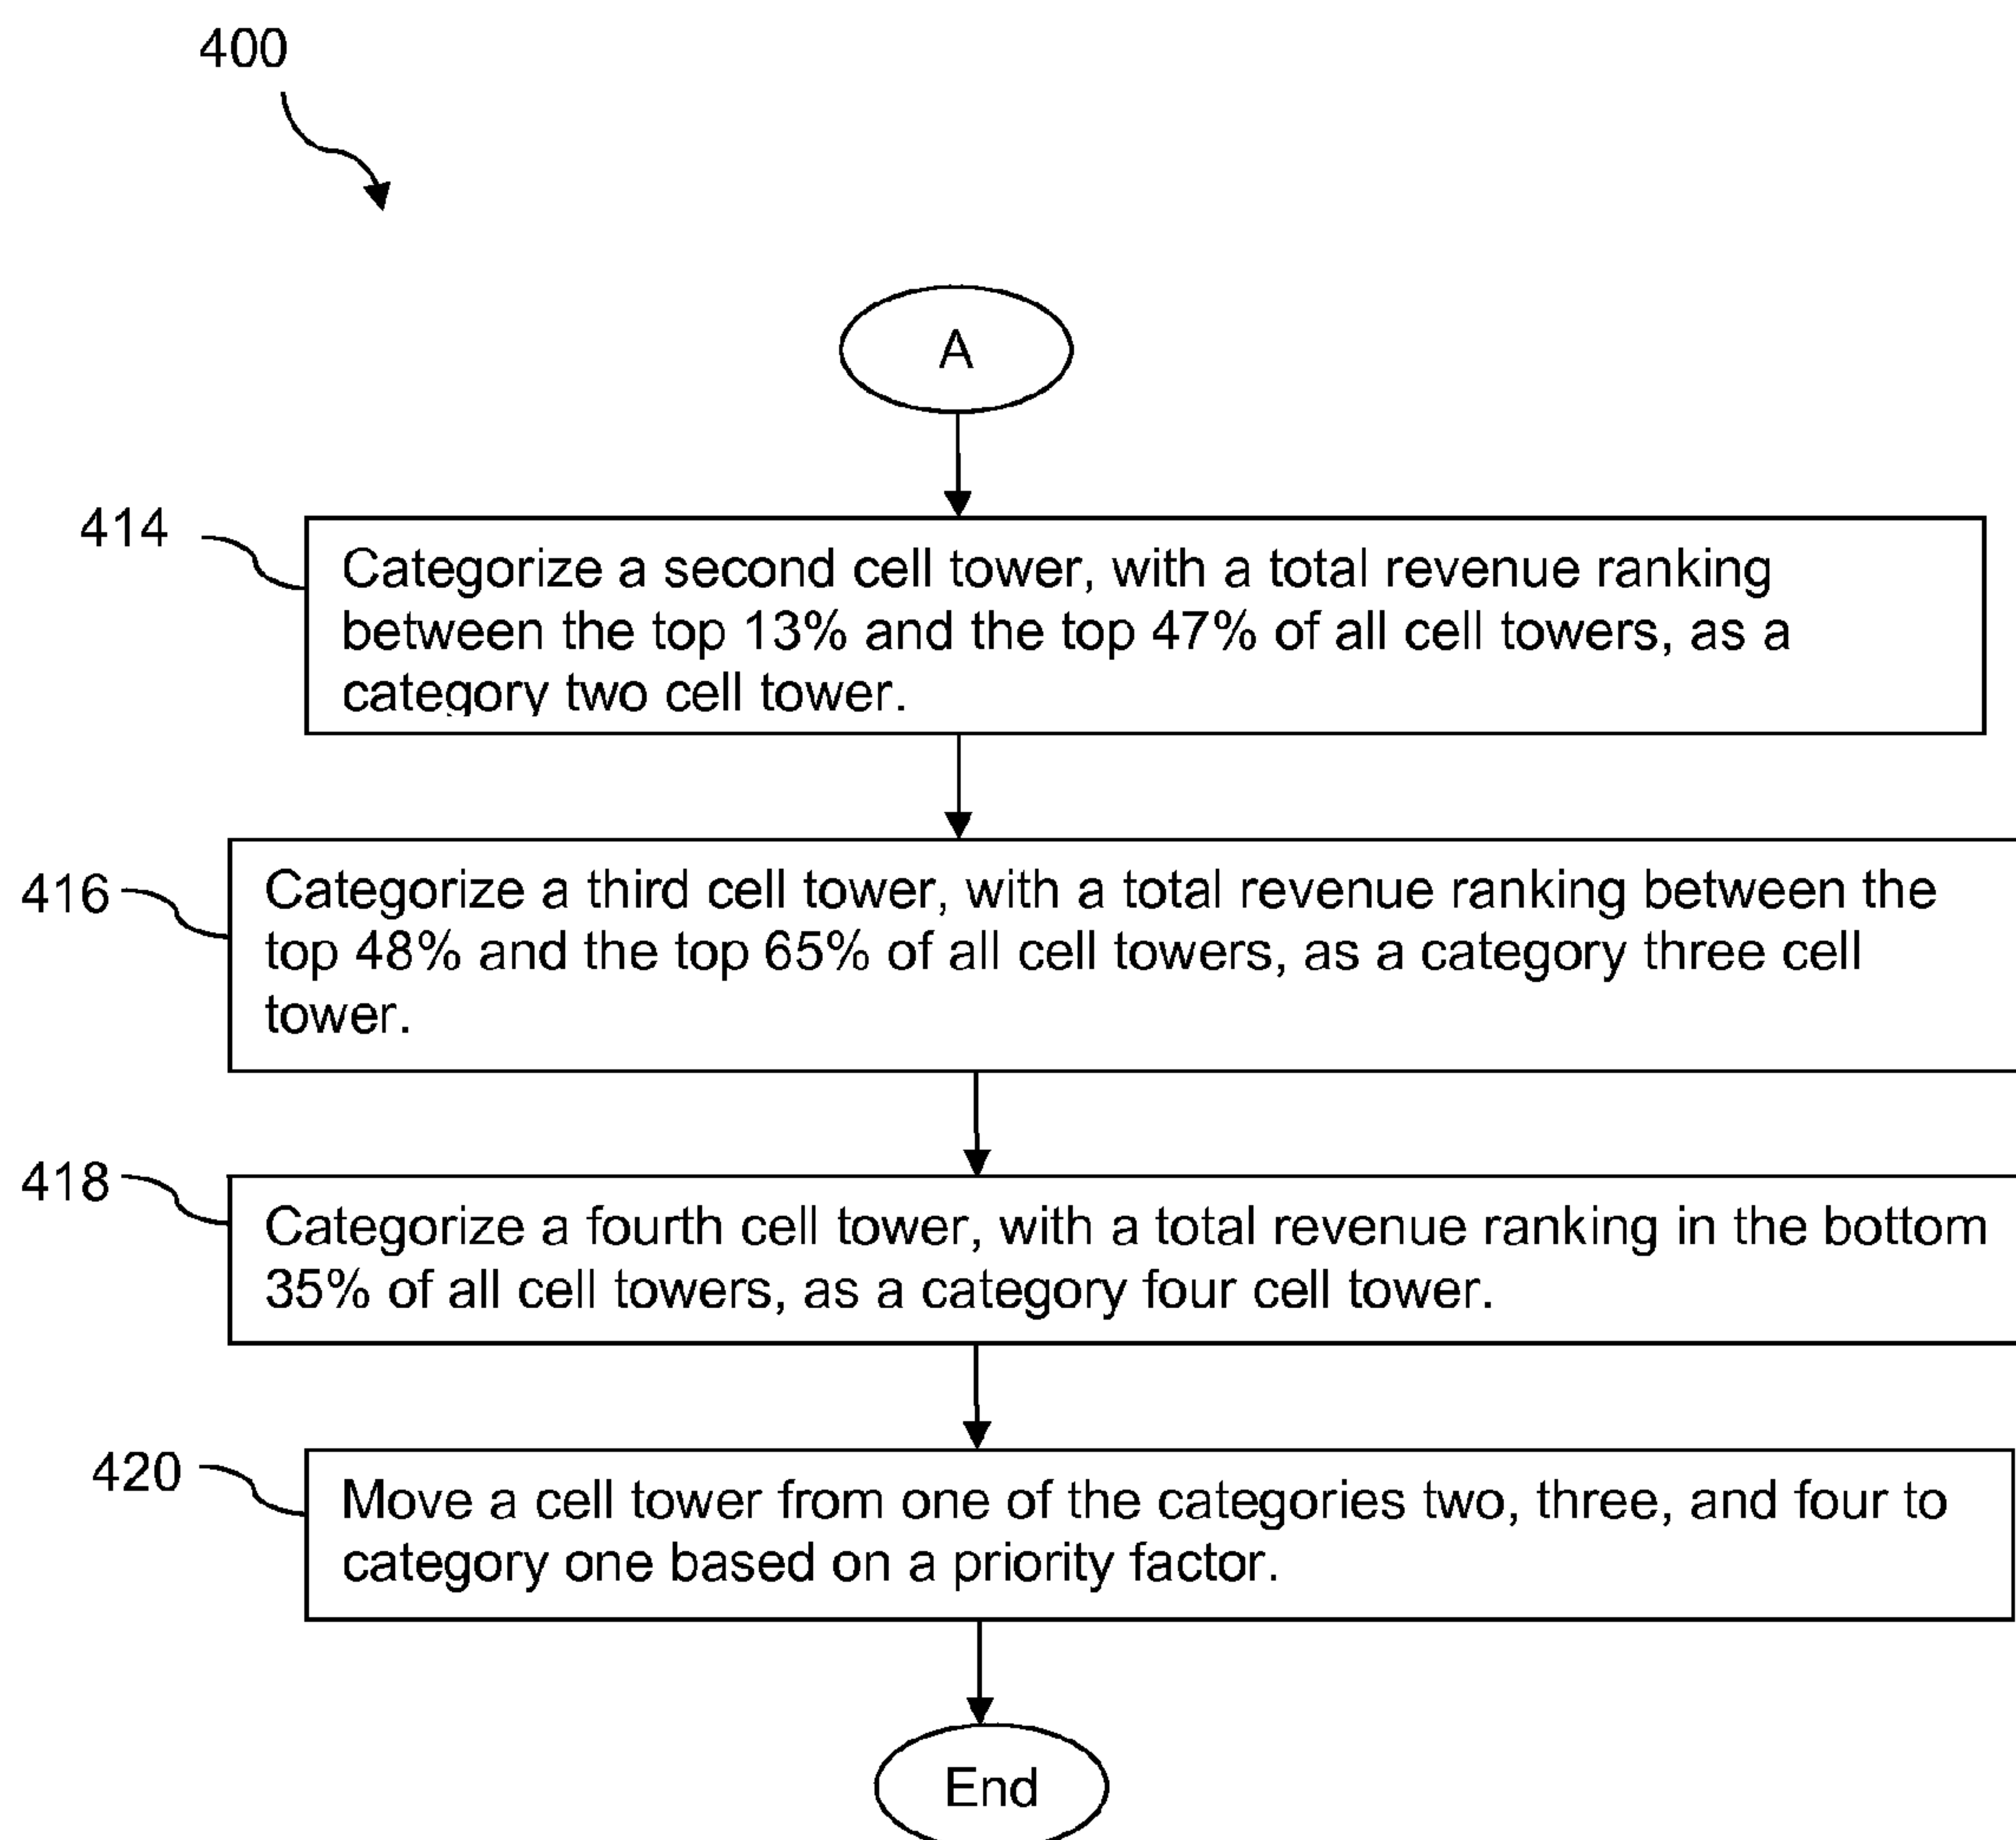 400
A
414
Categorize a second cell tower, with a total revenue ranking
between the top 13% and the top 47% of all cell towers, as a
category two cell tower.
416
Categorize a third cell tower, with a total revenue ranking between the
top 48% and the top 65% of all cell towers, as a category three cell
tower.
418
Categorize a fourth cell tower, with a total revenue ranking in the bottom
35% of all cell towers, as a category four cell tower.
420
Move a cell tower from one of the categories two, three, and four to
category one based on a priority factor.
End